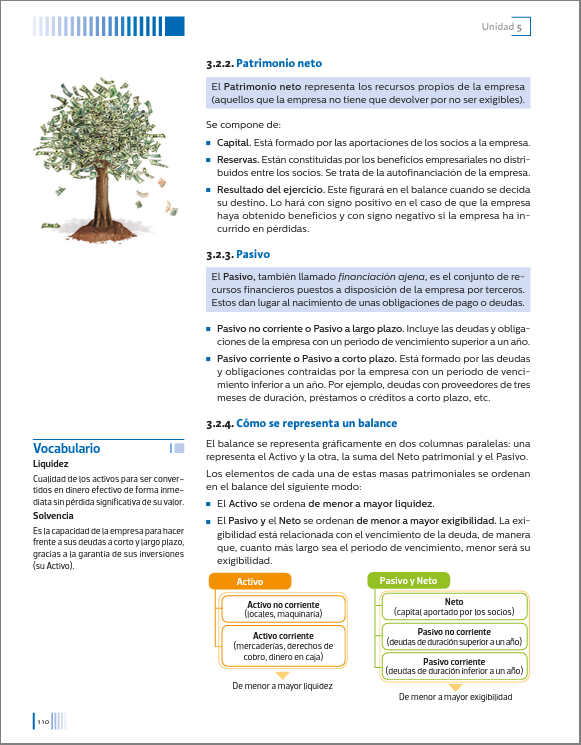 Unidad 5
3.2.2. Patrimonio neto
El Patrimonio neto representa los recursos propios de la empresa
(aquellos que la empresa no tiene que devolver por no ser exigibles).
Se compone de:
Capital. Está formado por las aportaciones de los socios a la empresa.
Reservas. Están constituidas por los beneficios empresariales no distri-
buidos entre los socios. Se trata de la autofinanciación de la empresa.
Resultado del ejercicio. Este figurará en el balance cuando se decida
su destino. Lo hará con signo positivo en el caso de que la empresa
haya obtenido beneficios y con signo negativo si la empresa ha in-
currido en pérdidas.
3.2.3. Pasivo
El Pasivo, también llamado financiación ajena, es el conjunto de re-
cursos financieros puestos a disposición de la empresa por terceros.
Estos dan lugar al nacimiento de unas obligaciones de pago o deudas.
Pasivo no corriente o Pasivo a largo plazo. Incluye las deudas y obliga-
ciones de la empresa con un periodo de vencimiento superior a un año.
Pasivo corriente o Pasivo a corto plazo. Está formado por las deudas
y obligaciones contraídas por la empresa con un periodo de venci-
miento inferior a un año. Por ejemplo, deudas con proveedores de tres
meses de duración, préstamos o créditos a corto plazo, etc.
3.2.4. Cómo se representa un balance
El balance se representa gráficamente en dos columnas paralelas: una
representa el Activo y la otra, la suma del Neto patrimonial y el Pasivo.
Los elementos de cada una de estas masas patrimoniales se ordenan
en el balance del siguiente modo:
El Activo se ordena de menor a mayor liquidez.
El Pasivo y el Neto se ordenan de menor a mayor exigibilidad. La exi-
gibilidad está relacionada con el vencimiento de la deuda, de manera
que, cuanto más largo sea el periodo de vencimiento, menor será su
exigibilidad.
Vocabulario
Liquidez
Cualidad de los activos para ser conver-
tidos en dinero efectivo de forma inme-
diata sin pérdida significativa de su valor.
Solvencia
Es la capacidad de la empresa para hacer
frente a sus deudas a corto y largo plazo,
gracias a la garantía de sus inversiones
(su Activo).
Activo
Activo no corriente
(locales, maquinaria)
Activo corriente
(mercaderías, derechos de
cobro, dinero en caja)
De menor a mayor liquidez
Pasivo y Neto
Neto
(capital aportado por los socios)
Pasivo no corriente
(deudas de duración superior a un año)
Pasivo corriente
(deudas de duración inferior a un año)
De menor a mayor exigibilidad
110